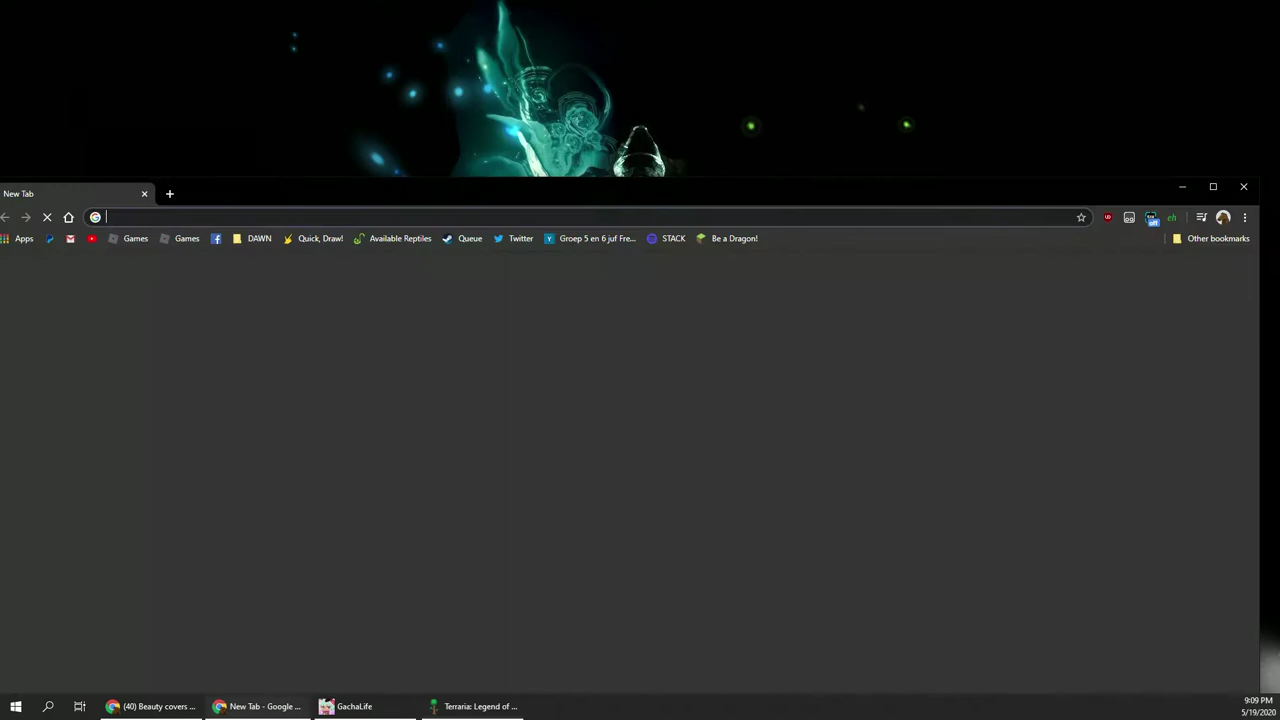 New Tab
Apps Games Games DAWN Quick, Draw! Available Reptiles Queue Twitter Groep 5 en 6 juf Fre... STACK Be a Dragon! Other bookmarks
(40) Beauty covers ... New Tab - Google ... GachaLife Terraria: Legend of ... 9:09 PM
5/19/2020